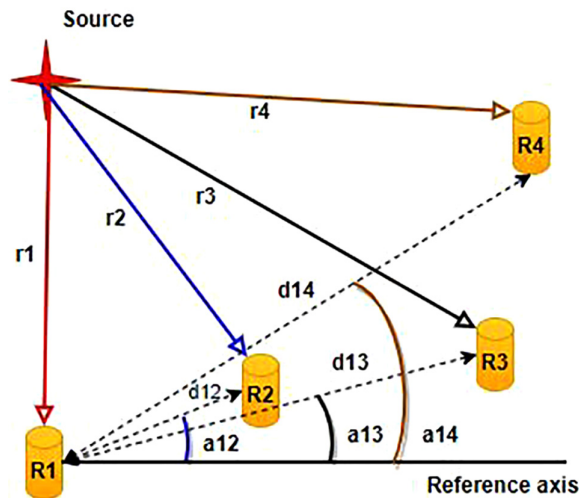 Source
r4
R4
r3
r2
r1
d14
d13
R3
d12
R2
a12
a13
a14
R1
Reference axis